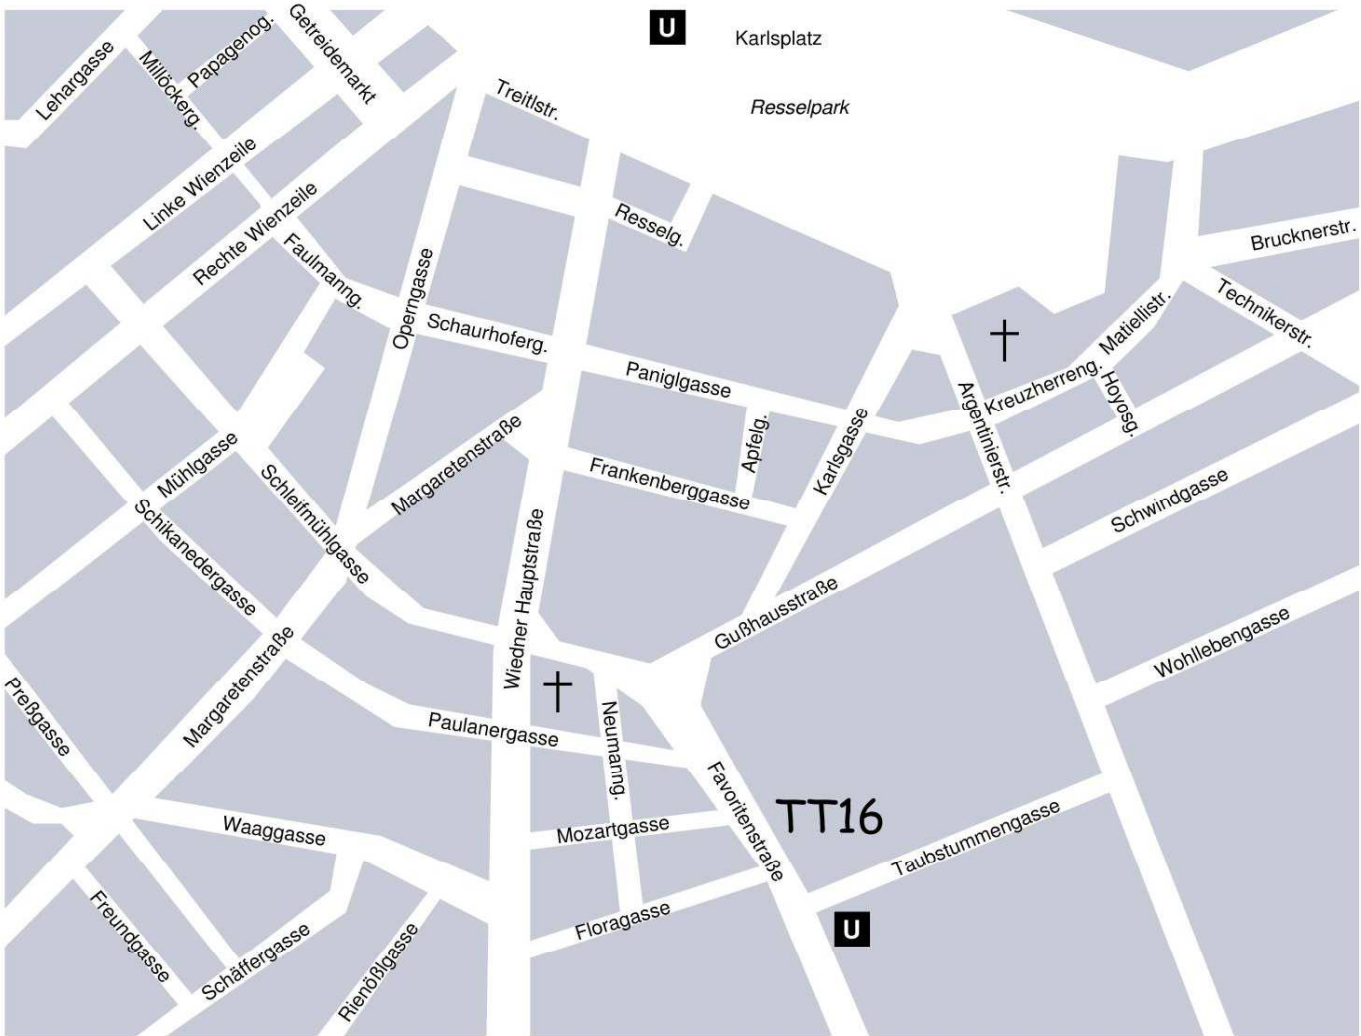 U
Karlsplatz
Resselpark
Lehargasse
Millöckerg.
Papagenog.
Getreidemarkt
Treitlstr.
Linke Wienzeile
Rechte Wienzeile
Faulmanng.
Operngasse
Resselg.
Brucknerstr.
Technikerstr.
Matiellistr.
Schaurhoferg.
Paniglgasse
Kreuzherreng.
Hoyosg.
Argentinierstr.
Apfelg.
Karlsgasse
Margaretenstraße
Frankenberggasse
Mühlgasse
Schleifmühlgasse
Schikanedergasse
Schwindgasse
Wiedner Hauptstraße
Gußhausstraße
Wohllebengasse
Margaretenstraße
Preßgasse
Paulanergasse
Neumanng.
Favoritenstraße
TT16
Waaggasse
Mozartgasse
Taubstummengasse
Floragasse
U
Freundgasse
Schäffergasse
Rienößlgasse